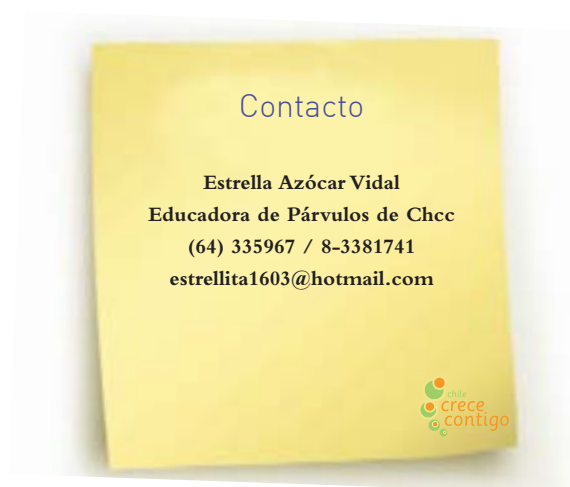 Contacto
Estrella Azócar Vidal
Educadora de Párvulos de Chcc
(64) 335967 / 8-3381741
estrellita1603@hotmail.com
chile
crece
contigo
©